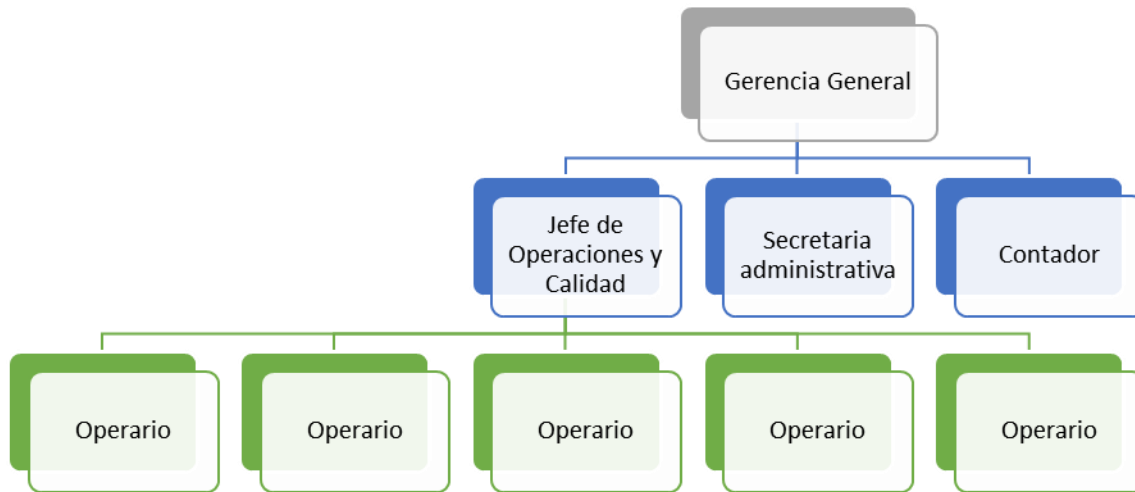 Gerencia General
Jefe de
Operaciones y
Calidad
Secretaria
administrativa
Contador
Operario
Operario
Operario
Operario
Operario